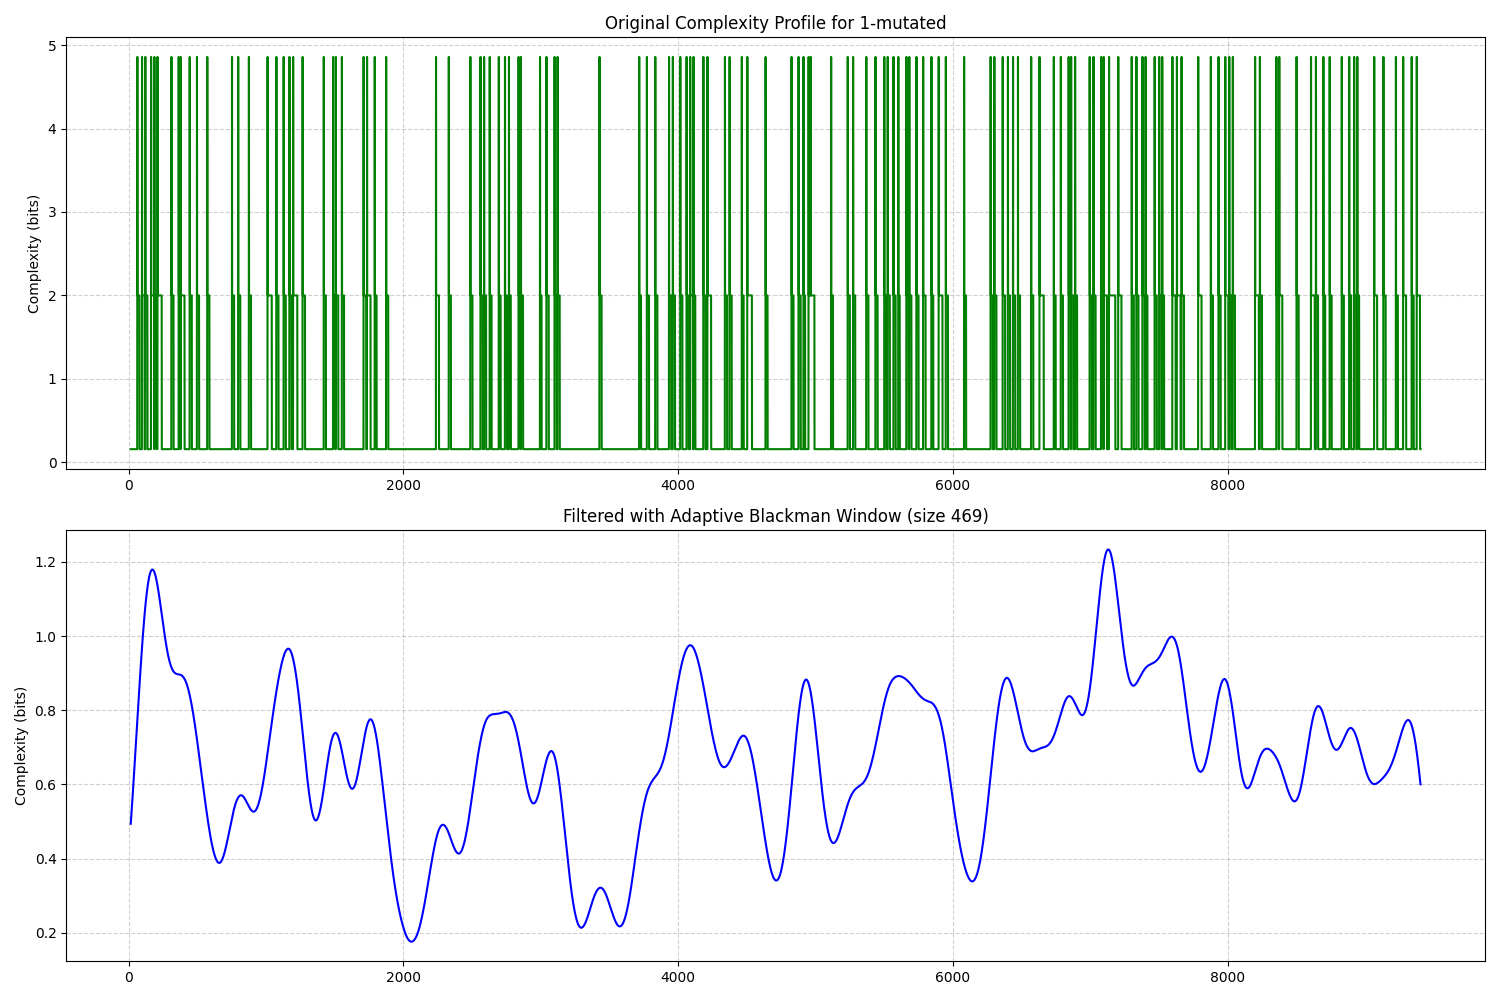 Original Complexity Profile for 1-mutated
Complexity (bits)
5
4
3
2
1
0
0 2000 4000 6000 8000
Filtered with Adaptive Blackman Window (size 469)
Complexity (bits)
1.2
1.0
0.8
0.6
0.4
0.2
0 2000 4000 6000 8000